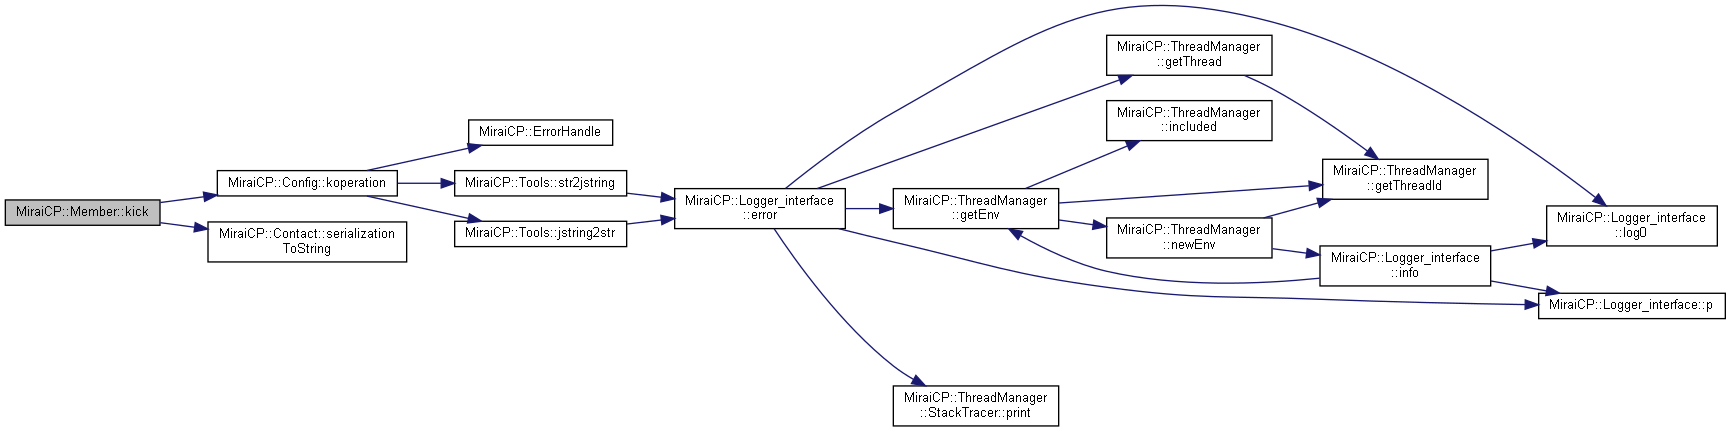 MiraiCP::Member::kick
MiraiCP::Config::koperation
MiraiCP::Contact::serialization
ToString
MiraiCP::ErrorHandle
MiraiCP::Tools::str2jstring
MiraiCP::Tools::jstring2str
MiraiCP::Logger_interface
::error
MiraiCP::ThreadManager
::getEnv
MiraiCP::ThreadManager
::StackTracer::print
MiraiCP::ThreadManager
::getThread
MiraiCP::ThreadManager
::included
MiraiCP::ThreadManager
::newEnv
MiraiCP::ThreadManager
::getThreadId
MiraiCP::Logger_interface
::info
MiraiCP::Logger_interface
::log0
MiraiCP::Logger_interface::p